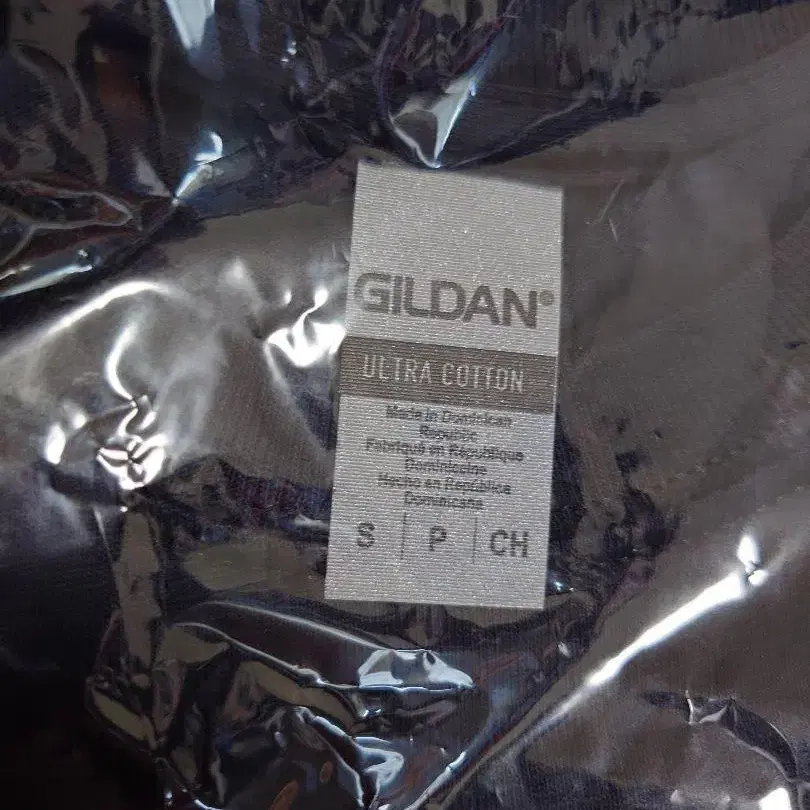 GILDAN®
ULTRA COTTON
Made in Dominican
Republic
Fabriqué en République
Dominicaine
Hecho en República
Dominicana
S | P | CH